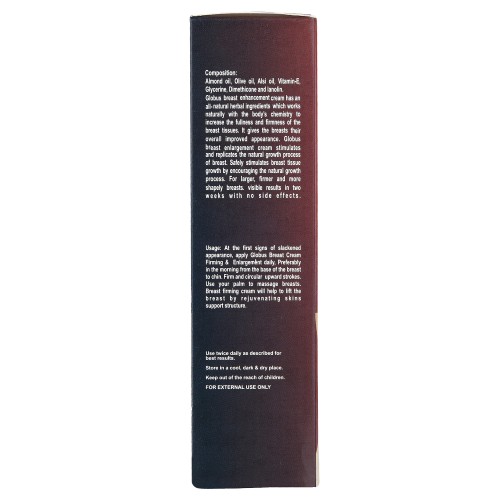 Composition:
Almond oil, Olive oil, Alsi oil, Vitamin-E,
Glycerine, Dimethicone and lanolin.
Globus breast enhancement cream has an
all-natural herbal ingredients which works
naturally with the body's chemistry to
increase the fullness and firmness of the
breast tissues. It gives the breasts their
overall improved appearance. Globus
breast enlargement cream stimulates
and replicates the natural growth process
of breast. Safely stimulates breast tissue
growth by encouraging the natural growth
process. For larger, firmer and more
shapely breasts. visible results in two
weeks with no side effects.
Usage: At the first signs of slackened
appearance, apply Globus Breast Cream
Firming & Enlargement daily, Preferably
in the morning from the base of the breast
to chin. Firm and circular upward strokes.
Use your palm to massage breasts.
Breast firming cream will help to lift the
breast by rejuvenating skins
support structure.
Use twice daily as described for
best results.
Store in a cool, dark & dry place.
Keep out of the reach of children.
FOR EXTERNAL USE ONLY